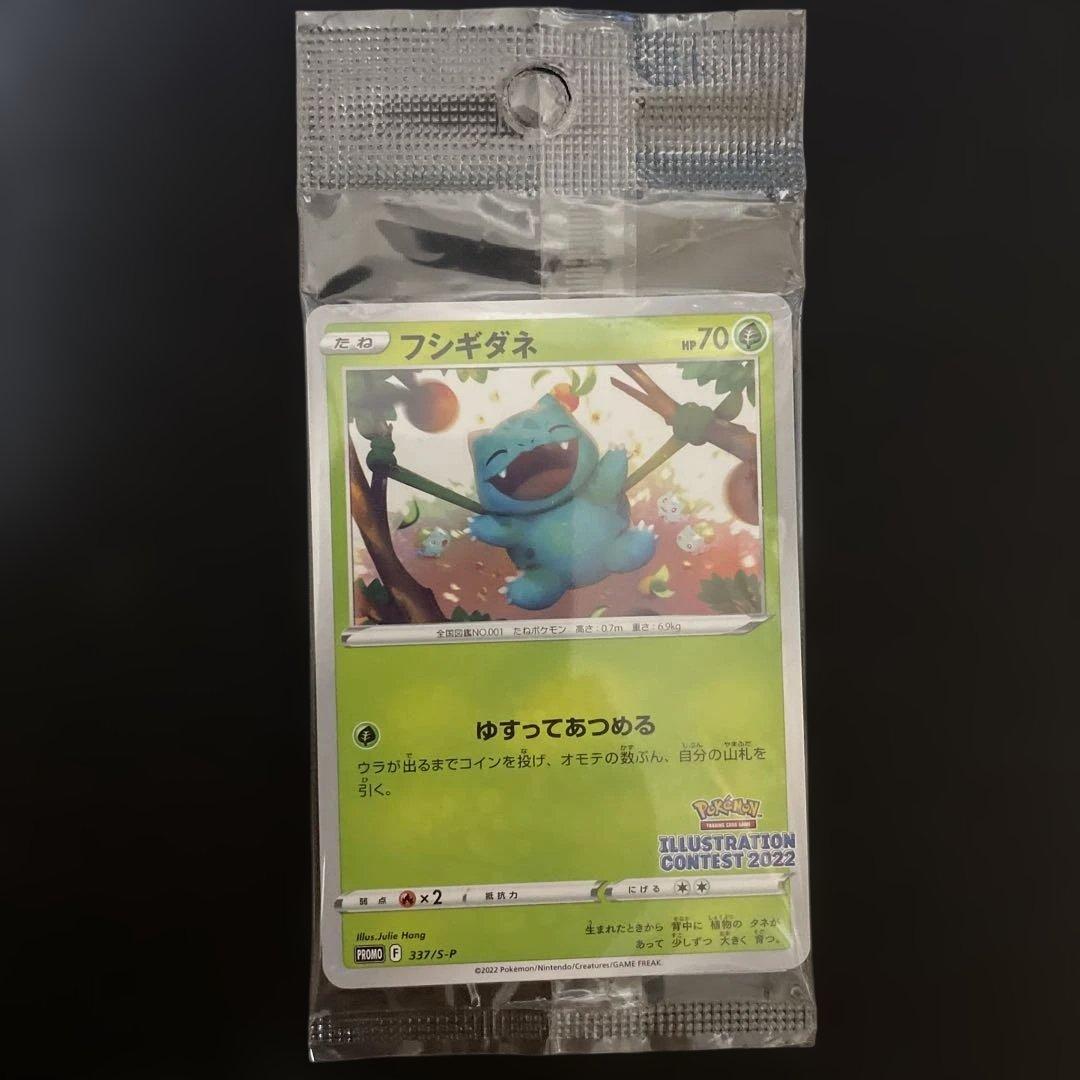 たね フシギダネ HP70
全国図鑑NO.001 たねポケモン 高さ:0.7m 重さ:6.9kg
ゆすってあつめる
ウラが出るまでコインを投げ、オモテの数ぶん、自分の山札を
引く。
Pokémon
TRADING CARD GAME
ILLUSTRATION
CONTEST 2022
弱点 ×2 抵抗力 にげる
生まれたときから 背中に 植物の タネが
あって 少しずつ 大きく 育つ。
Illus.Julie Hang
PROMO F 337/S-P
©2022 Pokémon/Nintendo/Creatures/GAME FREAK.